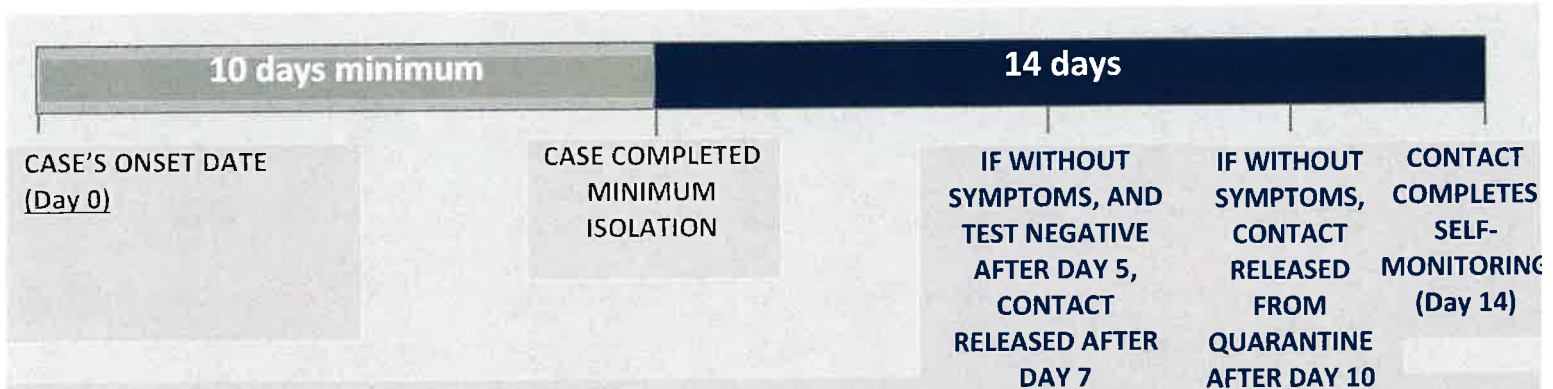 10 days minimum
14 days
CASE'S ONSET DATE
(Day 0)
CASE COMPLETED
MINIMUM
ISOLATION
IF WITHOUT
SYMPTOMS, AND
TEST NEGATIVE
AFTER DAY 5,
CONTACT
RELEASED AFTER
DAY 7
IF WITHOUT
SYMPTOMS,
CONTACT
RELEASED
FROM
QUARANTINE
AFTER DAY 10
CONTACT
COMPLETES
SELF-
MONITORING
(Day 14)